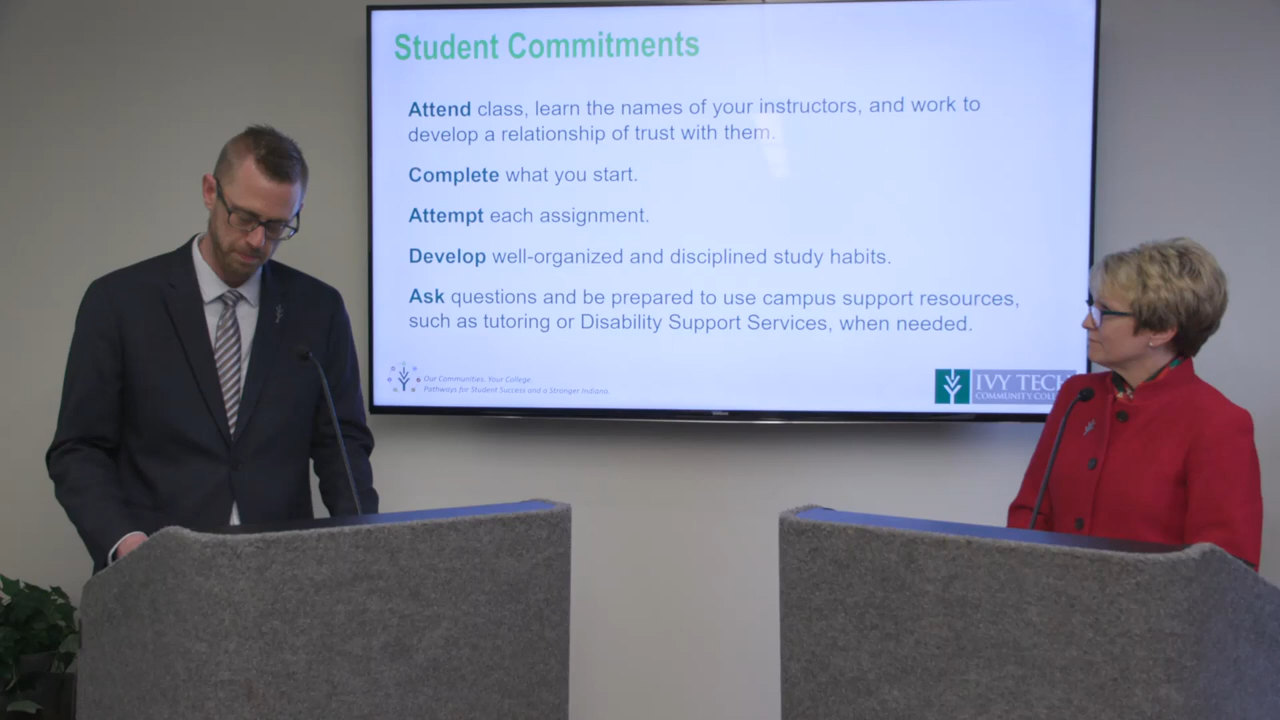 Student Commitments
Attend class, learn the names of your instructors, and work to
develop a relationship of trust with them.
Complete what you start.
Attempt each assignment.
Develop well-organized and disciplined study habits.
Ask questions and be prepared to use campus support resources,
such as tutoring or Disability Support Services, when needed.
Our Communities. Your College.
Pathways for Student Success and a Stronger Indiana.
IVY TECH
COMMUNITY